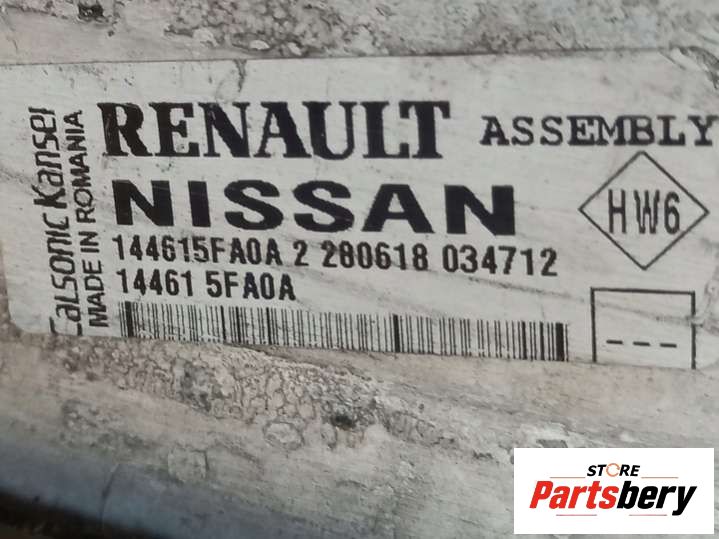 Calsonic Kansei
MADE IN ROMANIA
RENAULT ASSEMBLY
NISSAN
HW6
144615FA0A 2 280618 034712
14461 5FA0A
---
STORE
Partsbery